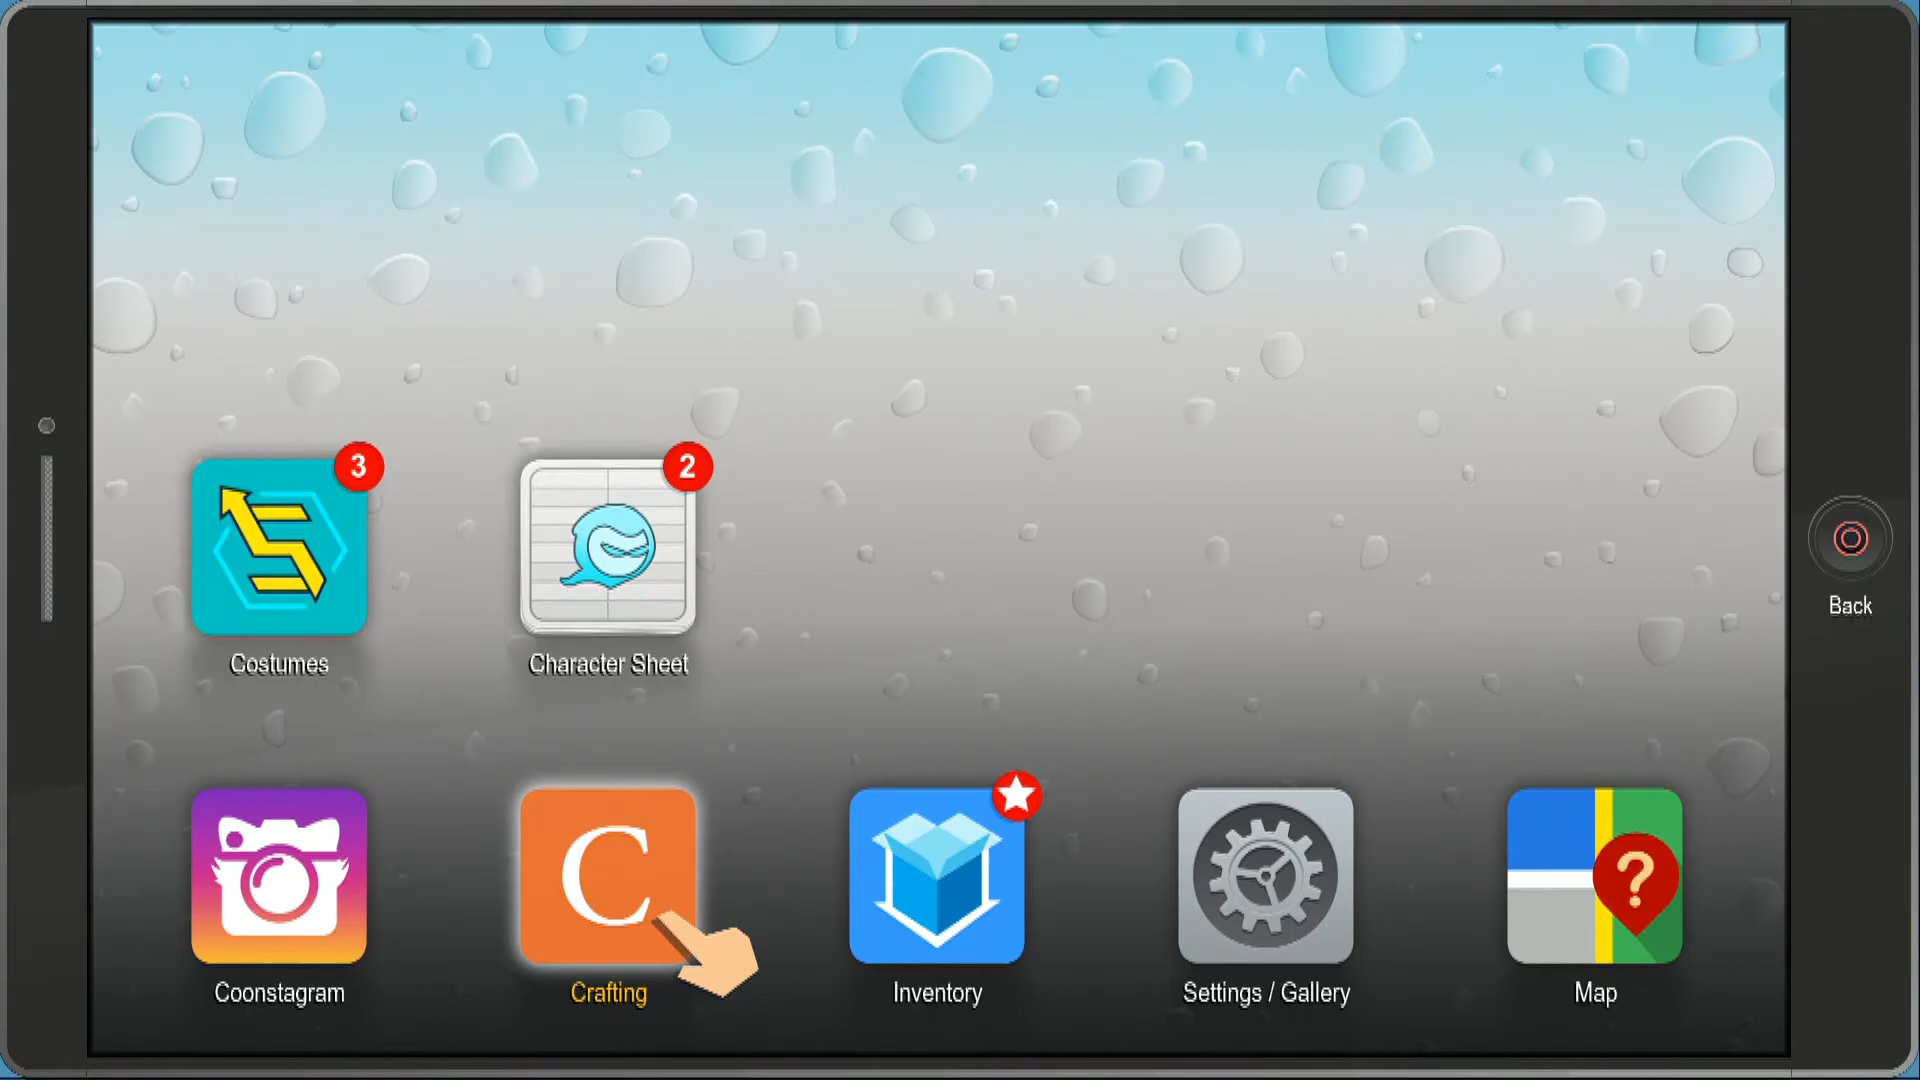 3
2
Costumes
Character Sheet
Back
C
?
Coonstagram
Crafting
Inventory
Settings / Gallery
Map